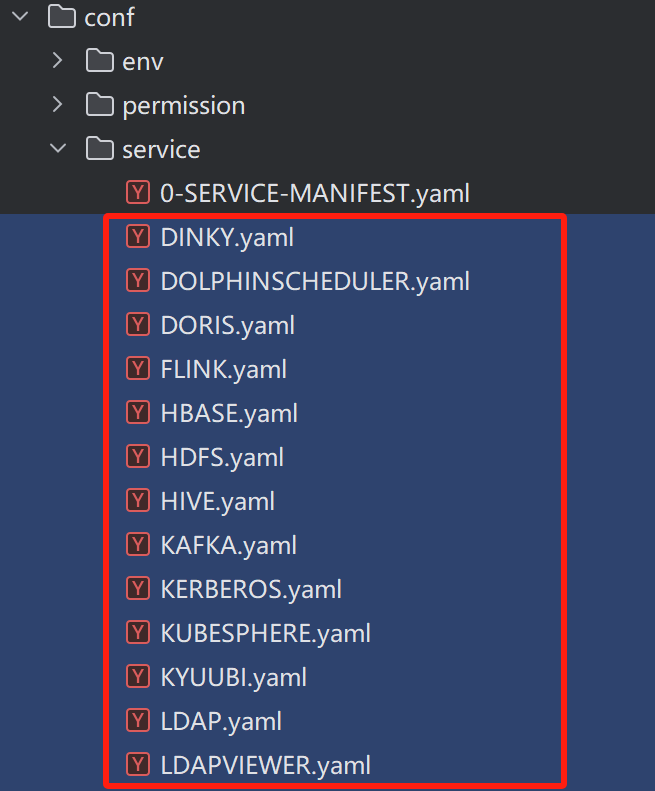 conf
env
permission
service
Y 0-SERVICE-MANIFEST.yaml
Y DINKY.yaml
Y DOLPHINSCHEDULER.yaml
Y DORIS.yaml
Y FLINK.yaml
Y HBASE.yaml
Y HDFS.yaml
Y HIVE.yaml
Y KAFKA.yaml
Y KERBEROS.yaml
Y KUBESPHERE.yaml
Y KYUUBI.yaml
Y LDAP.yaml
Y LDAPVIEWER.yaml